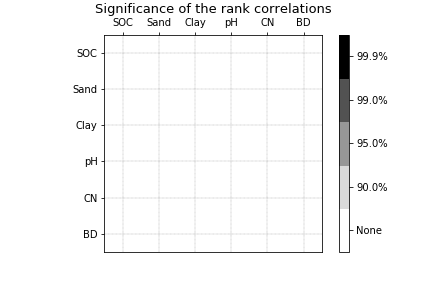 Significance of the rank correlations
SOC Sand Clay pH CN BD
SOC
Sand
Clay
pH
CN
BD
99.9%
99.0%
95.0%
90.0%
None